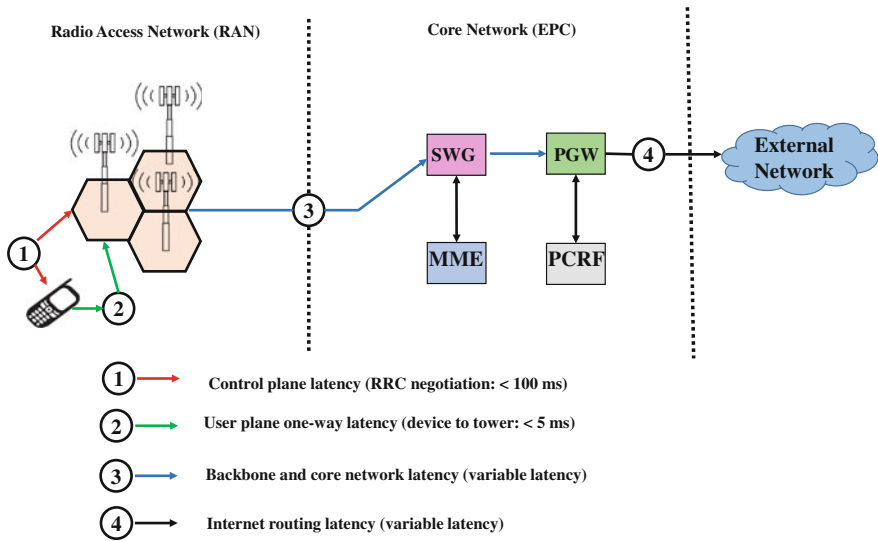 Radio Access Network (RAN)
Core Network (EPC)
SWG
PGW
4
External
Network
3
1
MME
PCRF
2
1 Control plane latency (RRC negotiation: < 100 ms)
2 User plane one-way latency (device to tower: < 5 ms)
3 Backbone and core network latency (variable latency)
4 Internet routing latency (variable latency)